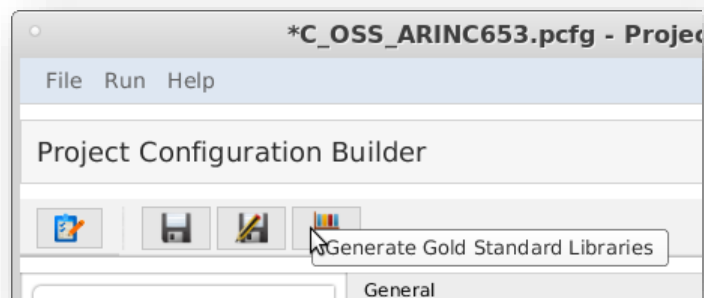 *C_OSS_ARINC653.pcfg - Projec
File Run Help
Project Configuration Builder
Generate Gold Standard Libraries
General